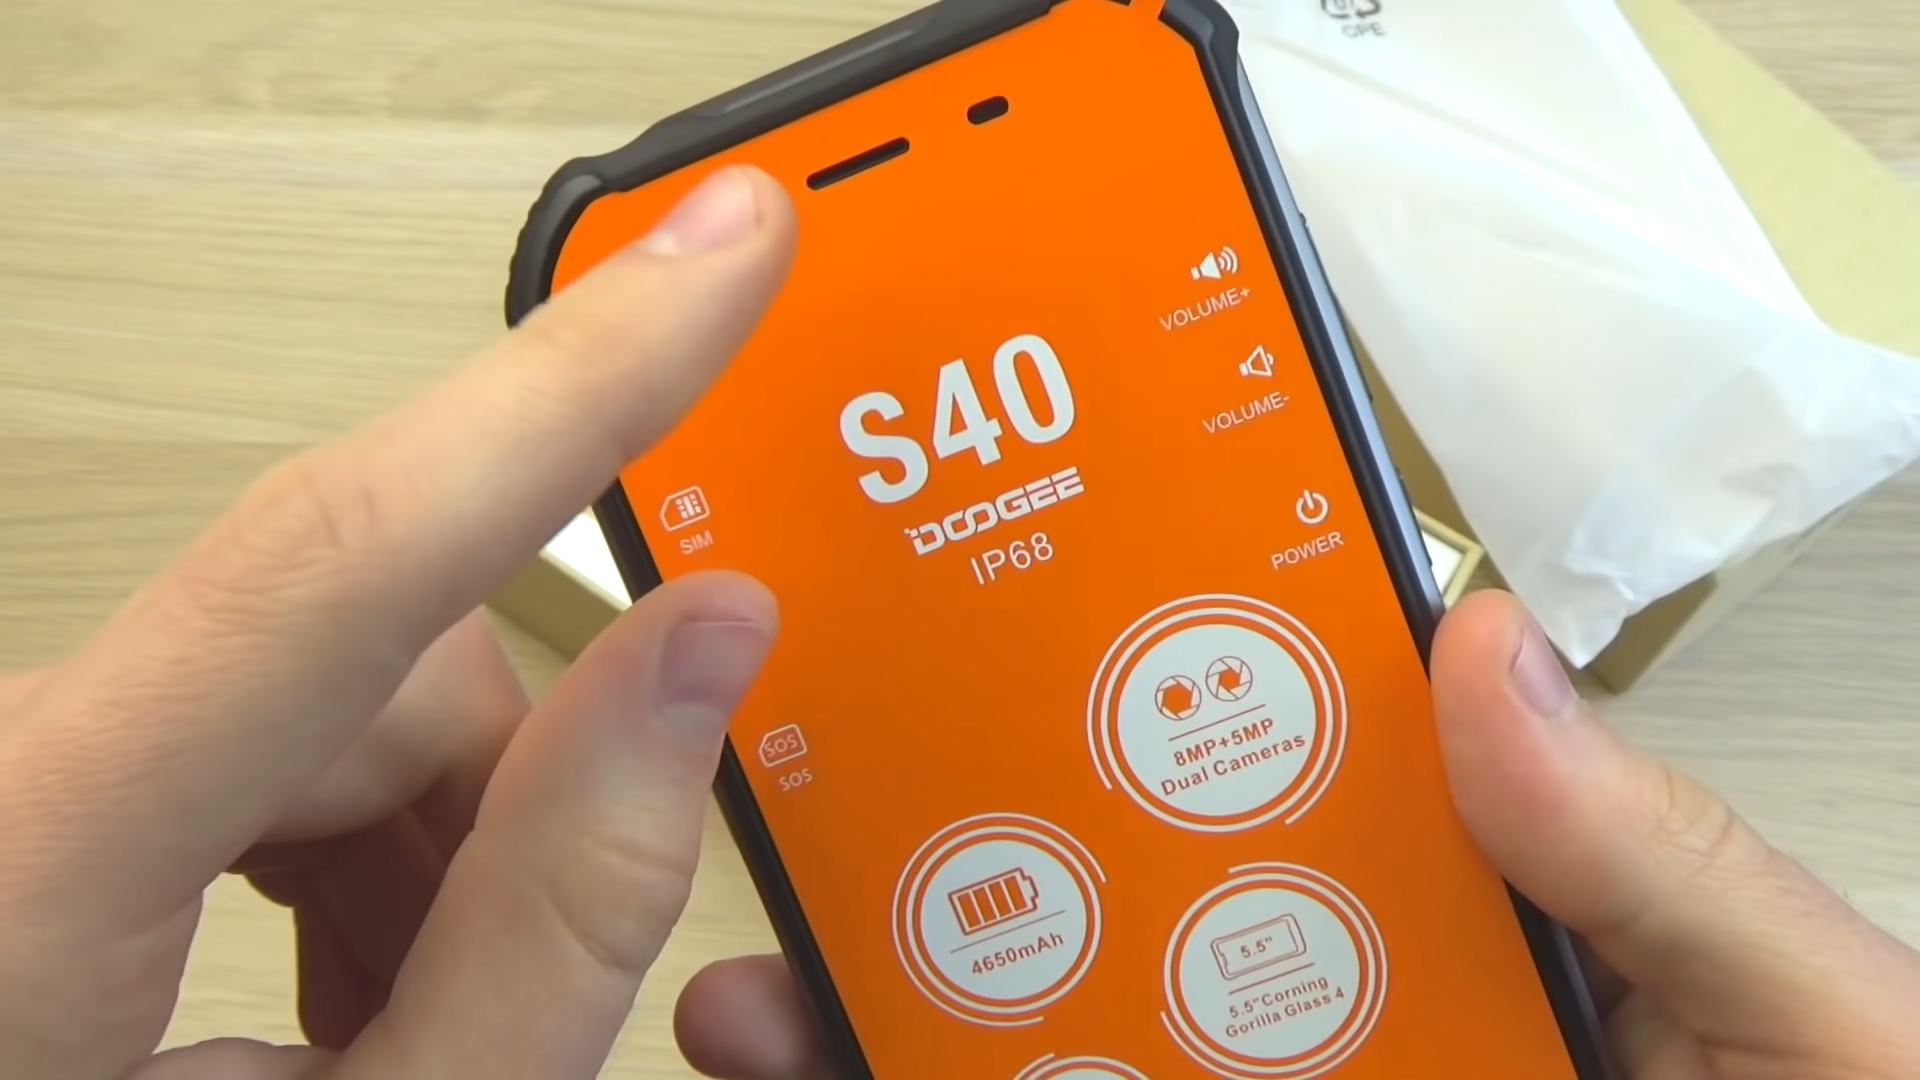 CPE
VOLUME+
VOLUME-
S40
DOOGEE
IP68
SIM
POWER
8MP+5MP
Dual Cameras
SOS
SOS
4650mAh
5.5"
5.5"Corning
Gorilla Glass 4